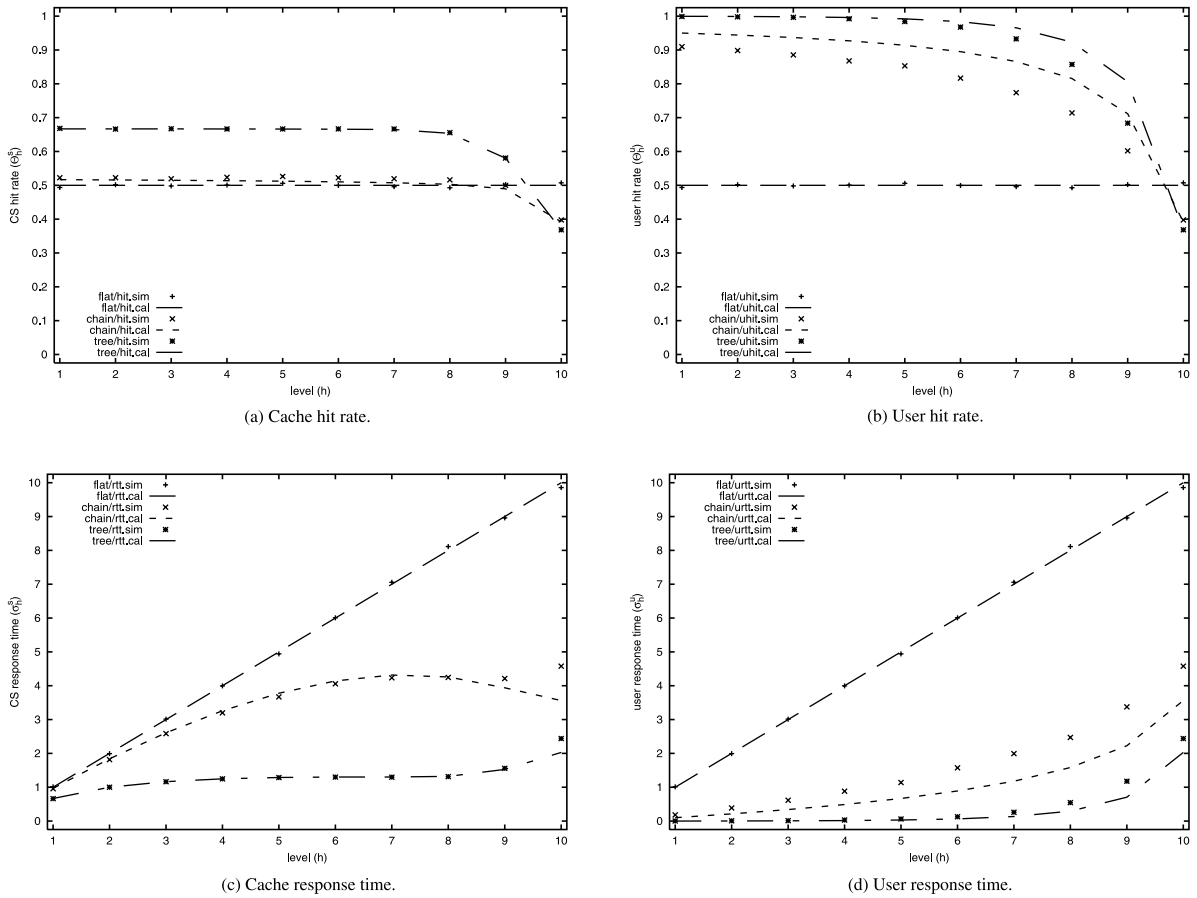 1
0.9
0.8
0.7
0.6
0.5
0.4
0.3
0.2
0.1
0
CS hit rate (Θ_h^s)
flat/hit.sim
flat/hit.cal
chain/hit.sim
chain/hit.cal
tree/hit.sim
tree/hit.cal
1 2 3 4 5 6 7 8 9 10
level (h)
(a) Cache hit rate.
1
0.9
0.8
0.7
0.6
0.5
0.4
0.3
0.2
0.1
0
user hit rate (Θ_h^u)
flat/uhit.sim
flat/uhit.cal
chain/uhit.sim
chain/uhit.cal
tree/uhit.sim
tree/uhit.cal
1 2 3 4 5 6 7 8 9 10
level (h)
(b) User hit rate.
10
9
8
7
6
5
4
3
2
1
0
CS response time (σ_h^s)
flat/rtt.sim
flat/rtt.cal
chain/rtt.sim
chain/rtt.cal
tree/rtt.sim
tree/rtt.cal
1 2 3 4 5 6 7 8 9 10
level (h)
(c) Cache response time.
10
9
8
7
6
5
4
3
2
1
0
user response time (σ_h^u)
flat/urtt.sim
flat/urtt.cal
chain/urtt.sim
chain/urtt.cal
tree/urtt.sim
tree/urtt.cal
1 2 3 4 5 6 7 8 9 10
level (h)
(d) User response time.